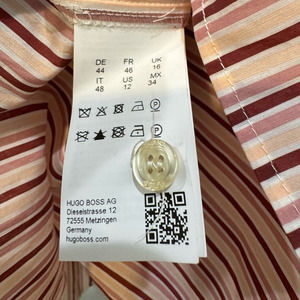 DE FR UK
44 46 16
IT US MX
48 12 34
HUGO BOSS AG
Dieselstrasse 12
72555 Metzingen
Germany
hugoboss.com